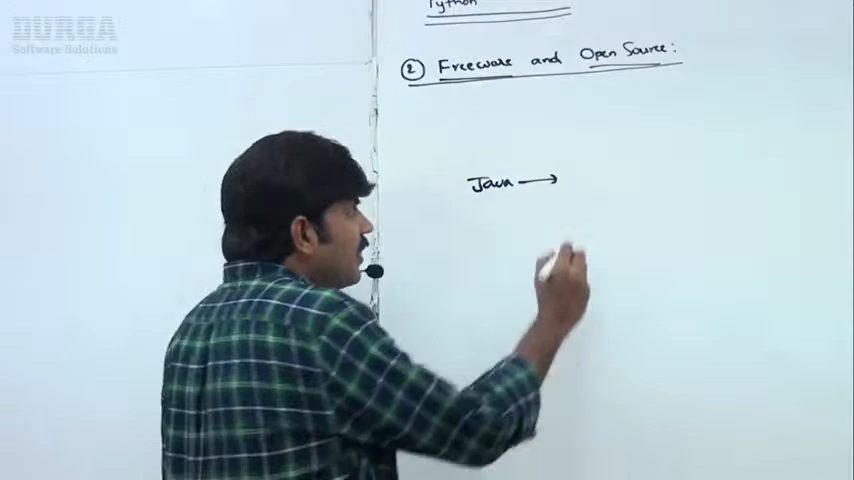 DURGA
Software Solutions
Python
② Freeware and Open Source:
Java →